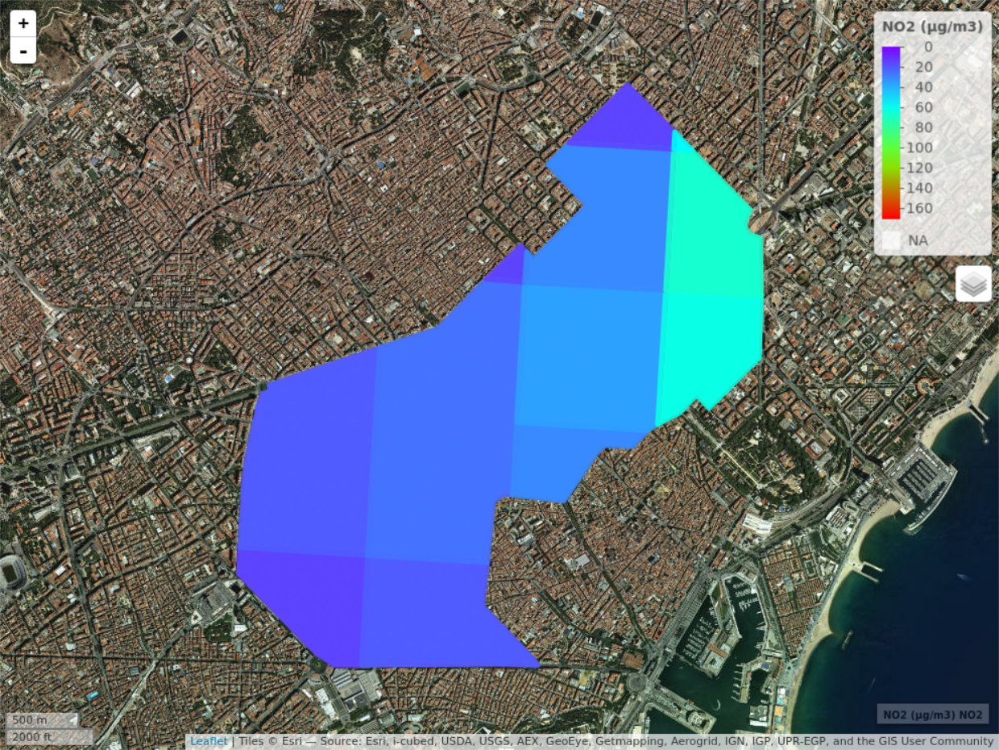 +
-
NO2 (µg/m3)
0
20
40
60
80
100
120
140
160
NA
500 m
2000 ft
NO2 (µg/m3) NO2
Leaflet | Tiles © Esri — Source: Esri, i-cubed, USDA, USGS, AEX, GeoEye, Getmapping, Aerogrid, IGN, IGP, UPR-EGP, and the GIS User Community